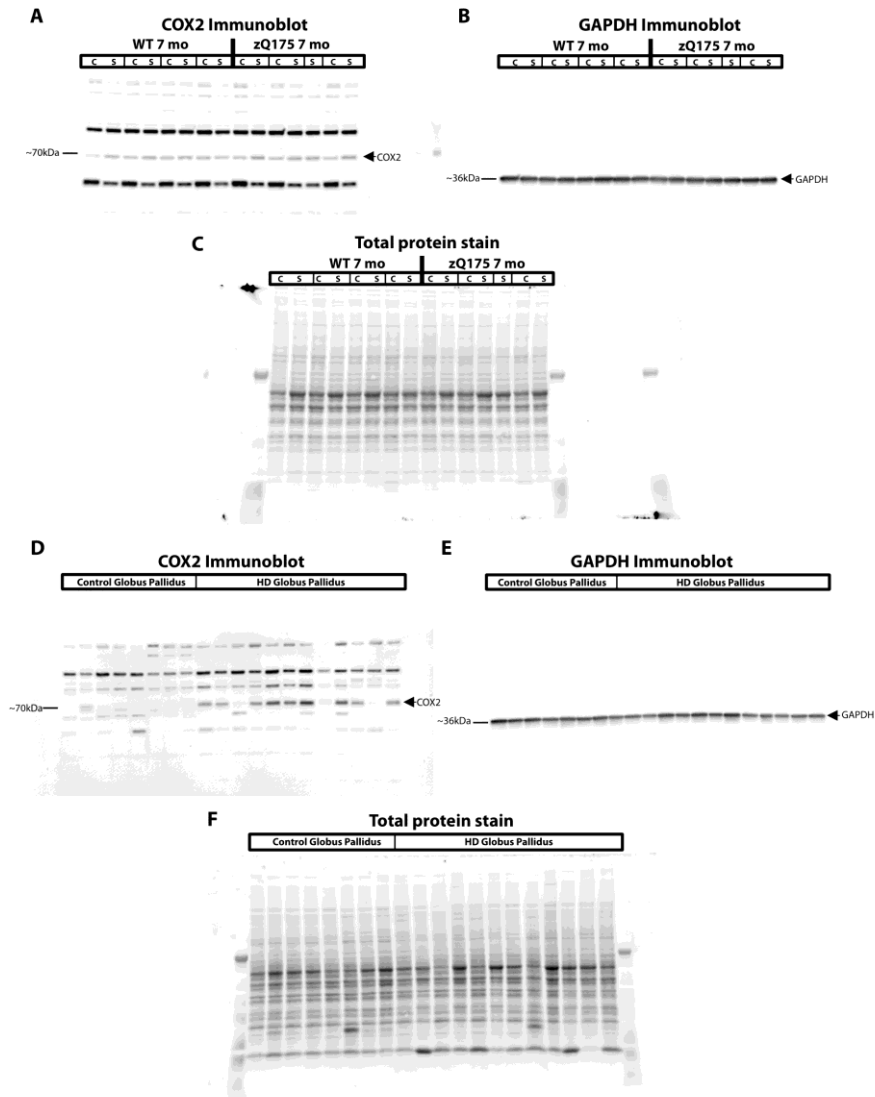 A
COX2 Immunoblot
WT 7 mo zQ175 7 mo
C S C S C S C S C S C S S C S
~70kDa
COX2
B
GAPDH Immunoblot
WT 7 mo zQ175 7 mo
C S C S C S C S C S C S S C S
~36kDa
GAPDH
C
Total protein stain
WT 7 mo zQ175 7 mo
C S C S C S C S C S C S S C S
D
COX2 Immunoblot
Control Globus Pallidus HD Globus Pallidus
~70kDa
COX2
E
GAPDH Immunoblot
Control Globus Pallidus HD Globus Pallidus
~36kDa
GAPDH
F
Total protein stain
Control Globus Pallidus HD Globus Pallidus